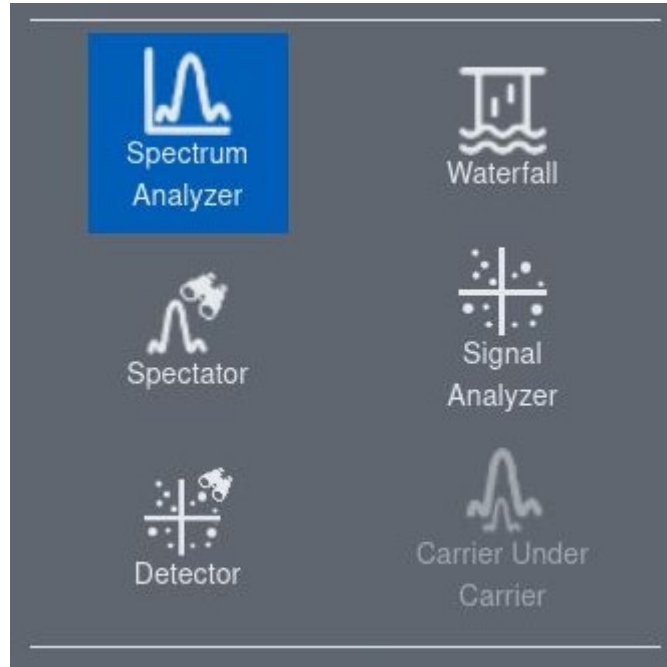 Spectrum
Analyzer
Waterfall
Spectator
Signal
Analyzer
Detector
Carrier Under
Carrier